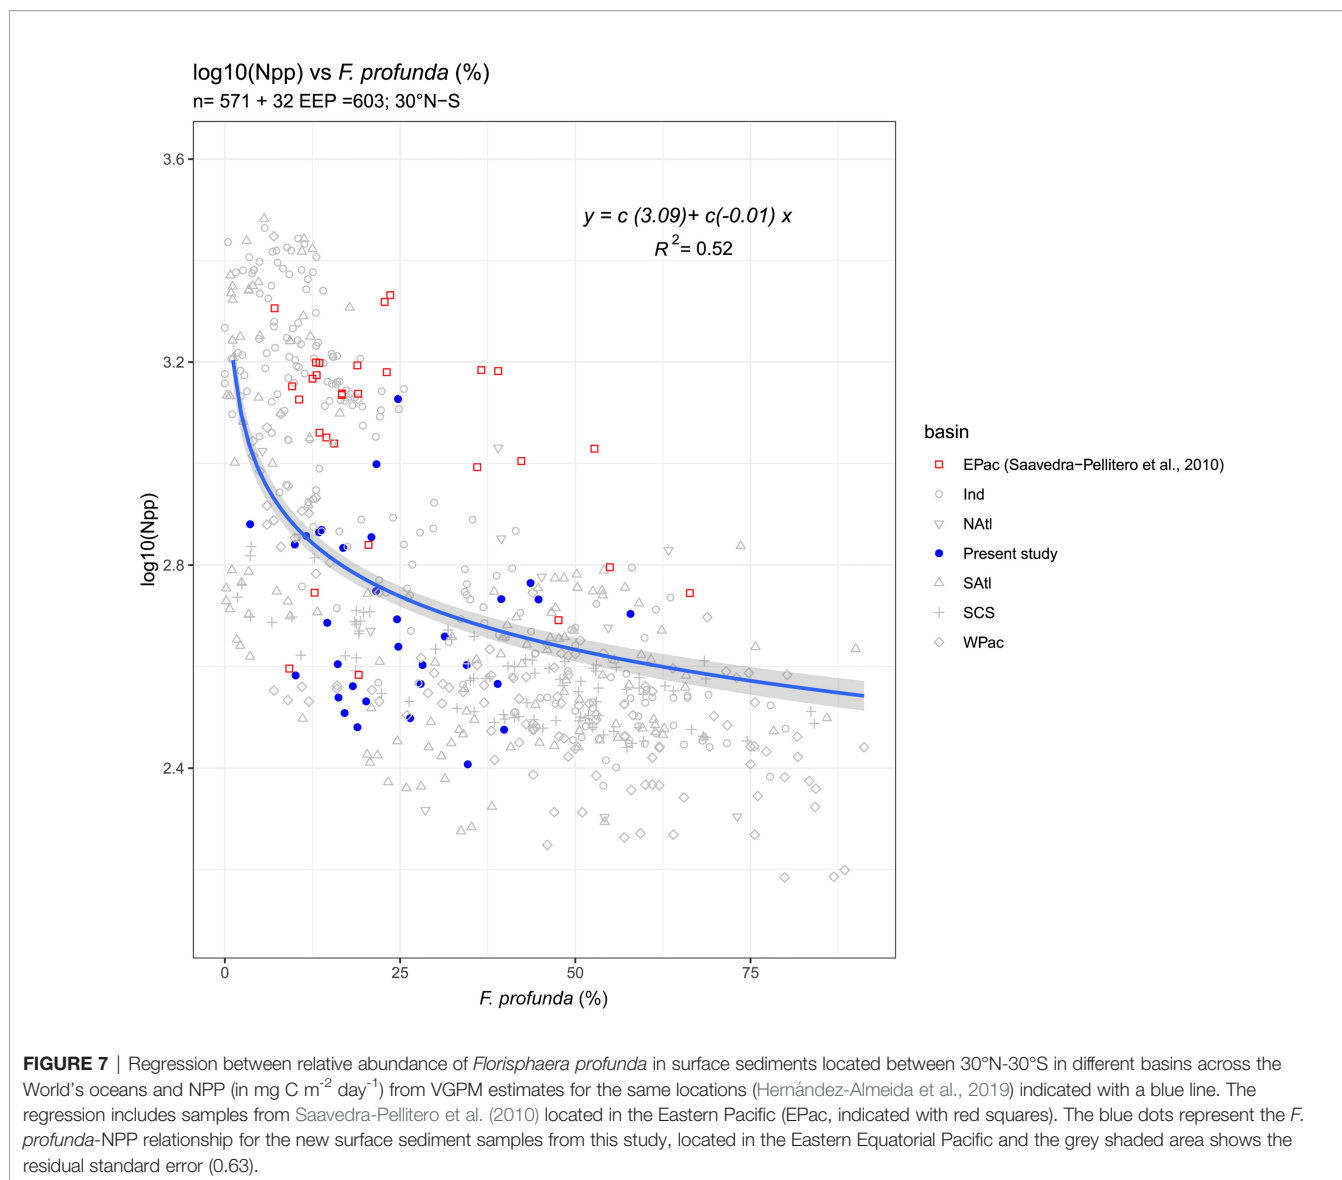 log10(Npp) vs F. profunda (%)
n= 571 + 32 EEP =603; 30°N−S
3.6
3.2
2.8
2.4
log10(Npp)
y = c (3.09)+ c(-0.01) x
R2= 0.52
0
25
50
75
F. profunda (%)
basin
EPac (Saavedra−Pellitero et al., 2010)
Ind
NAtl
Present study
SAtl
SCS
WPac
FIGURE 7 | Regression between relative abundance of Florisphaera profunda in surface sediments located between 30°N-30°S in different basins across the
World's oceans and NPP (in mg C m-2 day-1) from VGPM estimates for the same locations (Hernández-Almeida et al., 2019) indicated with a blue line. The
regression includes samples from Saavedra-Pellitero et al. (2010) located in the Eastern Pacific (EPac, indicated with red squares). The blue dots represent the F.
profunda-NPP relationship for the new surface sediment samples from this study, located in the Eastern Equatorial Pacific and the grey shaded area shows the
residual standard error (0.63).